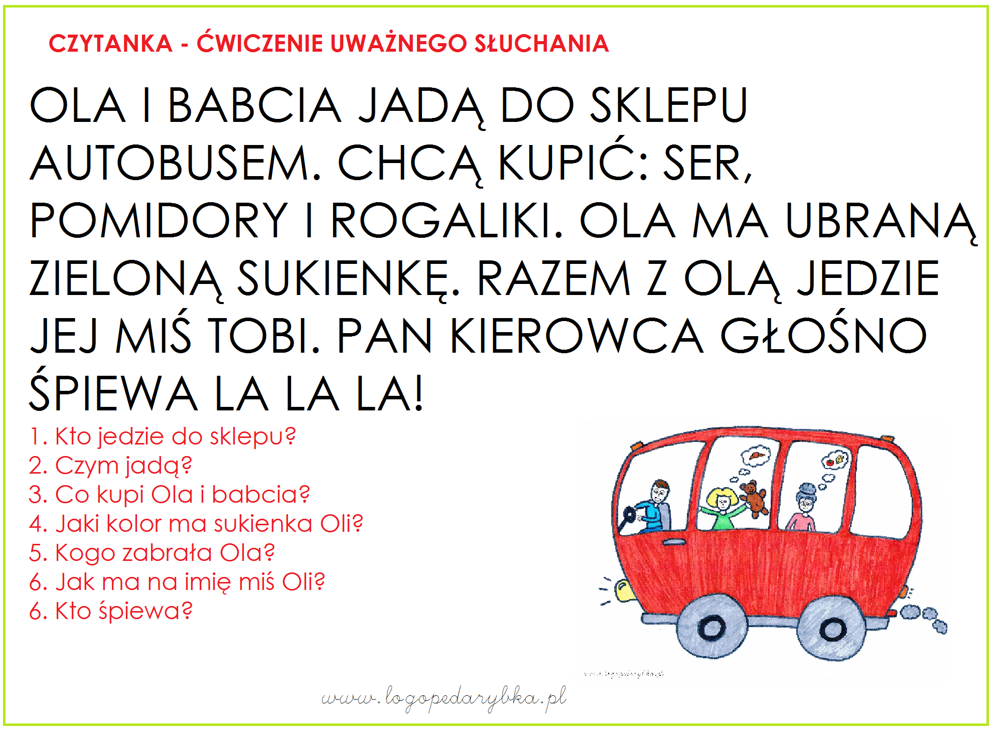 CZYTANKA - ĆWICZENIE UWAŻNEGO SŁUCHANIA
OLA I BABCIA JADĄ DO SKLEPU
AUTOBUSEM. CHCĄ KUPIĆ: SER,
POMIDORY I ROGALIKI. OLA MA UBRANĄ
ZIELONĄ SUKIENKĘ. RAZEM Z OLĄ JEDZIE
JEJ MIŚ TOBI. PAN KIEROWCA GŁOŚNO
ŚPIEWA LA LA LA!
1. Kto jedzie do sklepu?
2. Czym jadą?
3. Co kupi Ola i babcia?
4. Jaki kolor ma sukienka Oli?
5. Kogo zabrała Ola?
6. Jak ma na imię miś Oli?
6. Kto śpiewa?
www.logopedarybka.pl